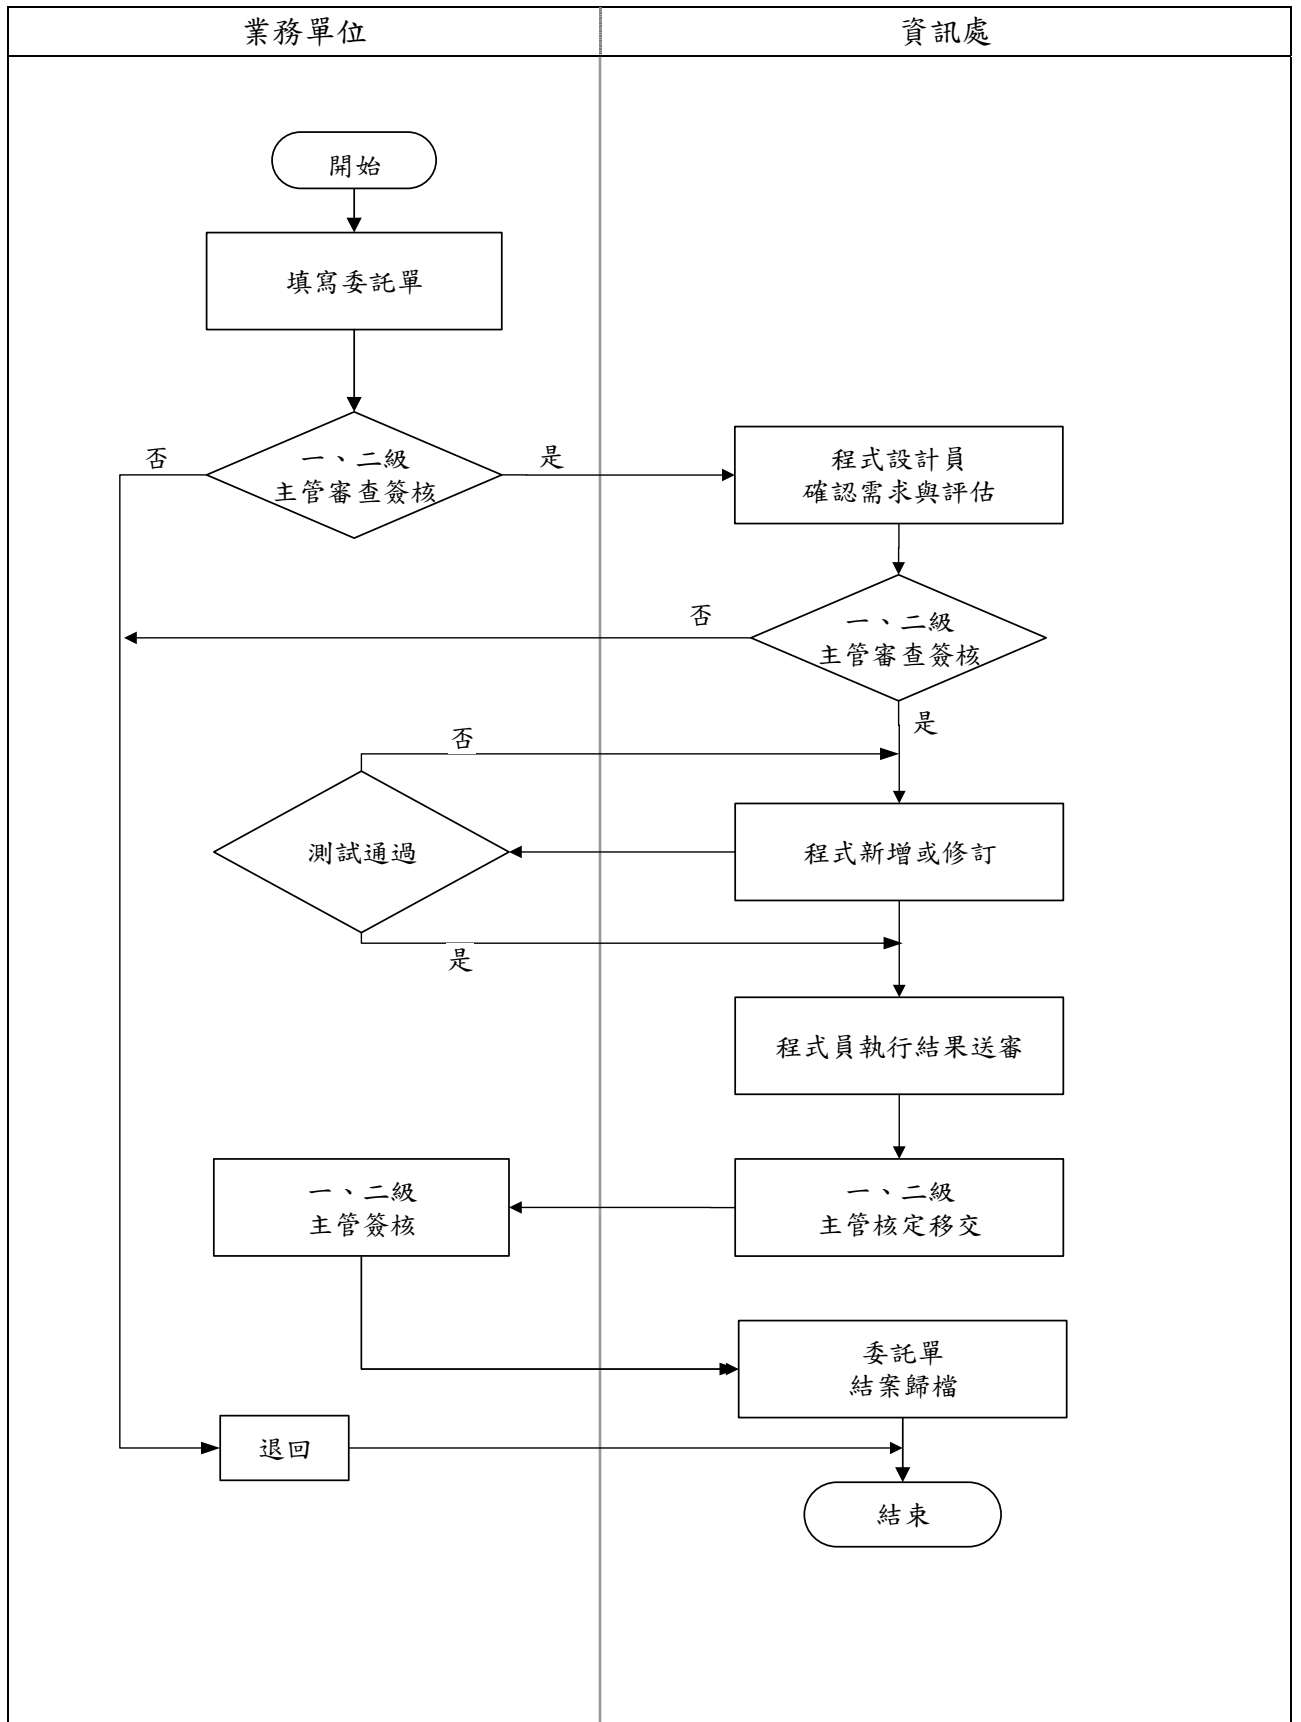 業務單位
資訊處
開始
填寫委託單
一、二級
主管審查簽核
否
是
程式設計員
確認需求與評估
一、二級
主管審查簽核
否
是
否
測試通過
程式新增或修訂
是
程式員執行結果送審
一、二級
主管簽核
一、二級
主管核定移交
委託單
結案歸檔
退回
結束